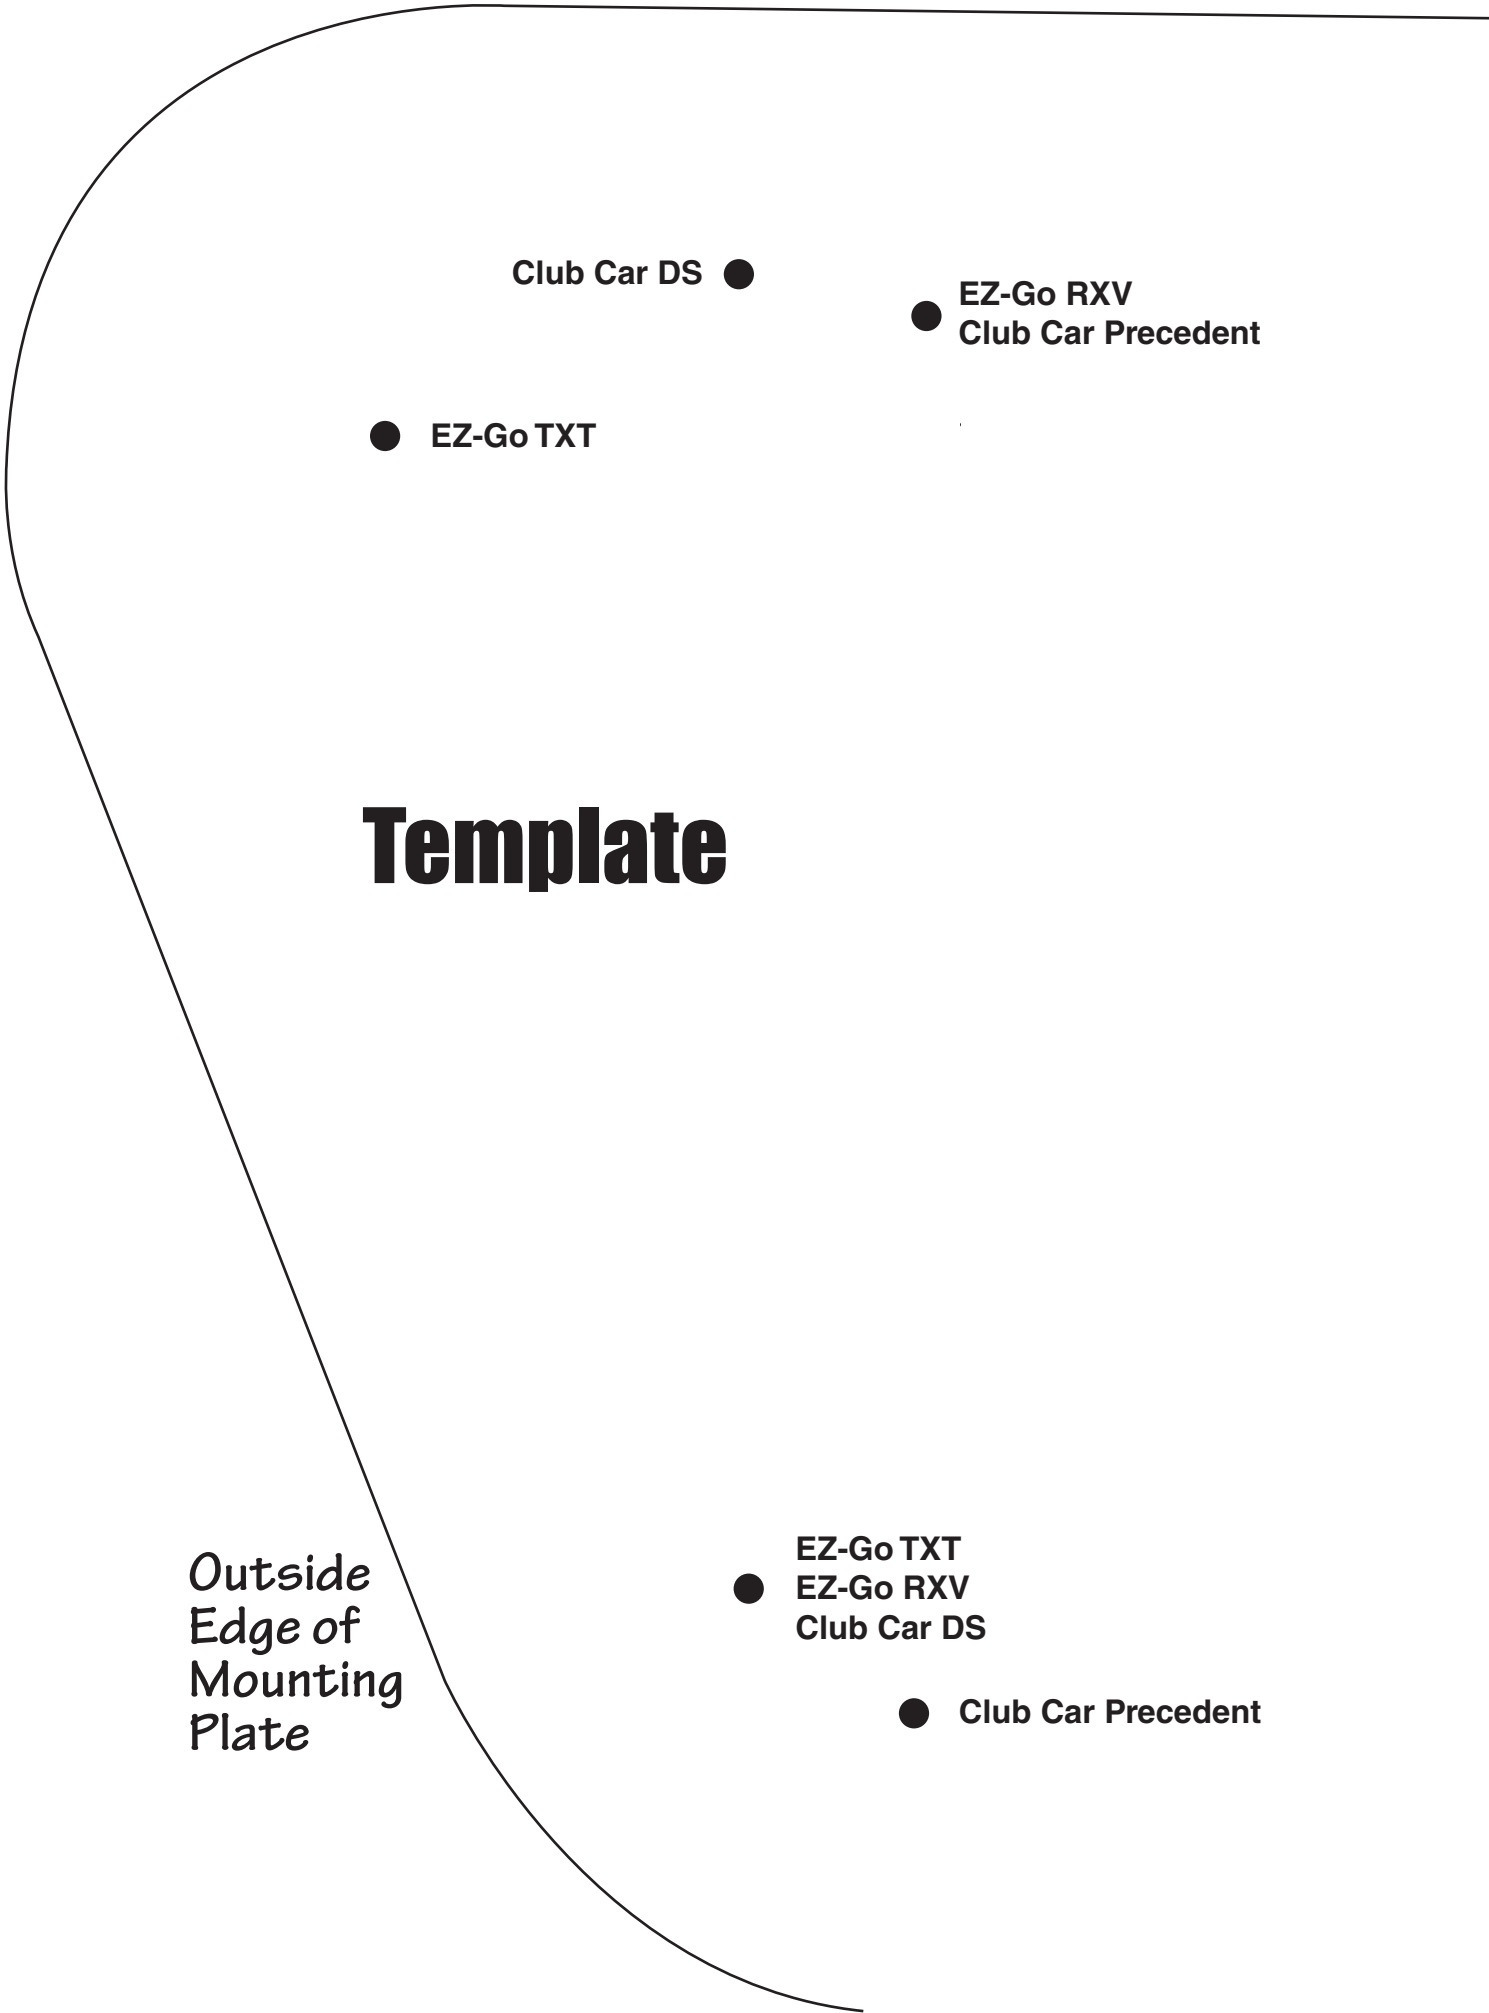 Club Car DS
EZ-Go RXV
Club Car Precedent
EZ-Go TXT
Template
EZ-Go TXT
EZ-Go RXV
Club Car DS
Outside
Edge of
Mounting
Plate
Club Car Precedent